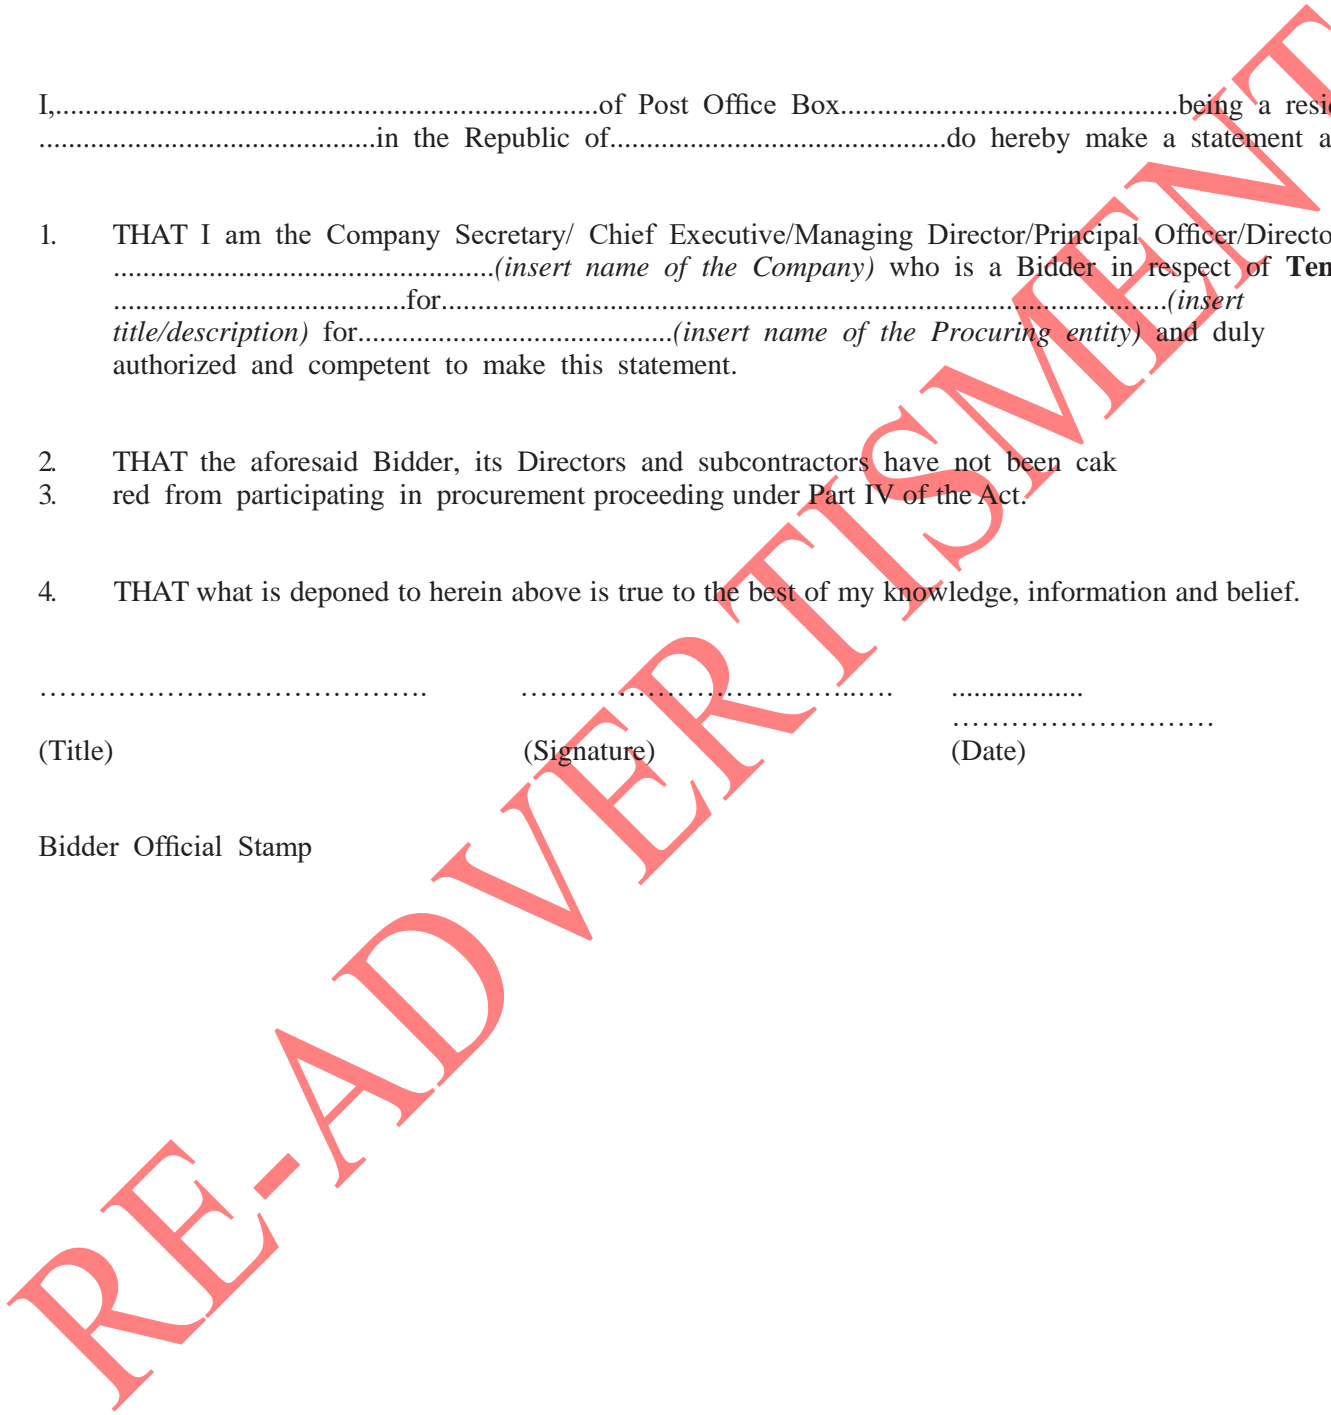 I,..........................................................................of Post Office Box..............................................being a resi
..............................................in the Republic of..............................................do hereby make a statement a
1. THAT I am the Company Secretary/ Chief Executive/Managing Director/Principal Officer/Directo
....................................................(insert name of the Company) who is a Bidder in respect of Ten
........................................for...................................................................................................(insert
title/description) for...........................................(insert name of the Procuring entity) and duly
authorized and competent to make this statement.
2. THAT the aforesaid Bidder, its Directors and subcontractors have not been cak
3. red from participating in procurement proceeding under Part IV of the Act.
4. THAT what is deponed to herein above is true to the best of my knowledge, information and belief.
…………………………………. ……………………………..…. ..................
………………………
(Title) (Signature) (Date)
Bidder Official Stamp
RE-ADVERTISMENT